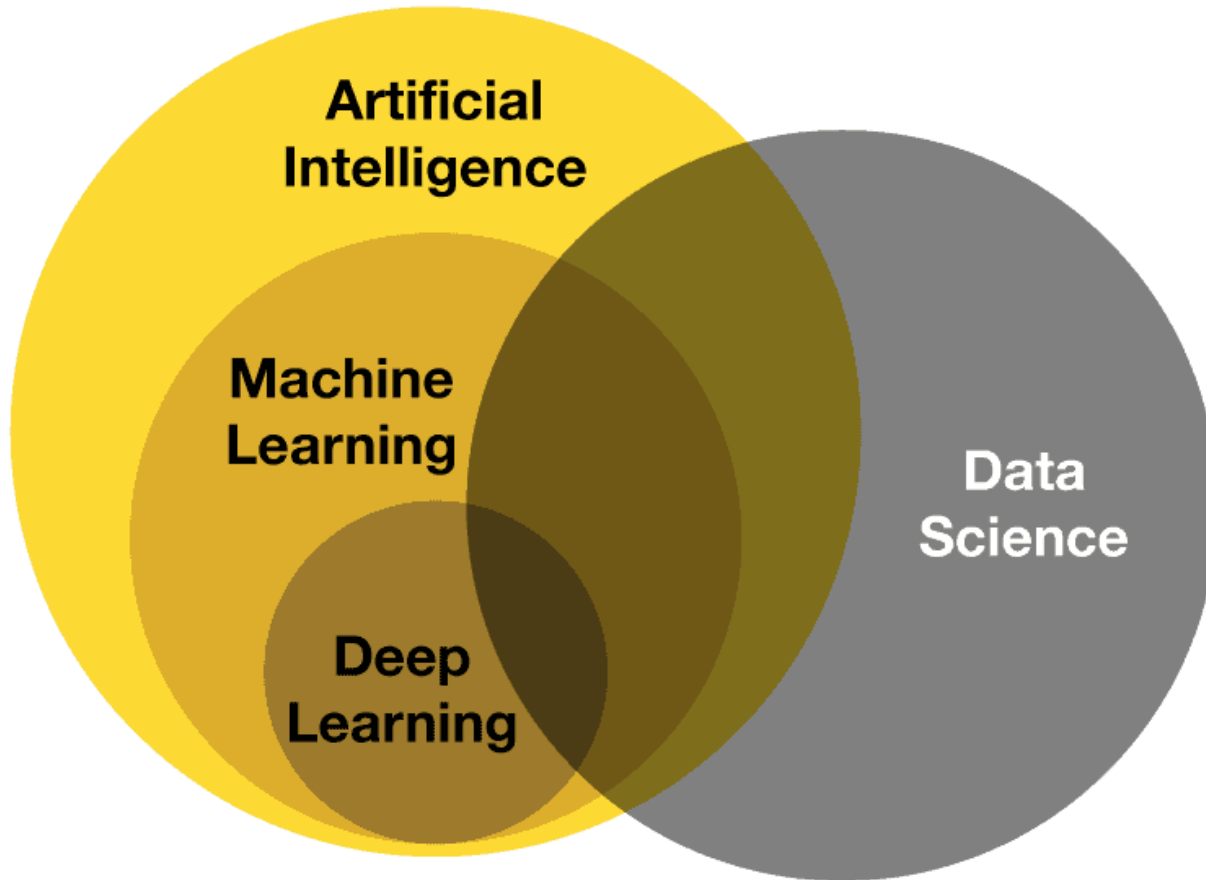 Artificial
Intelligence
Machine
Learning
Data
Science
Deep
Learning